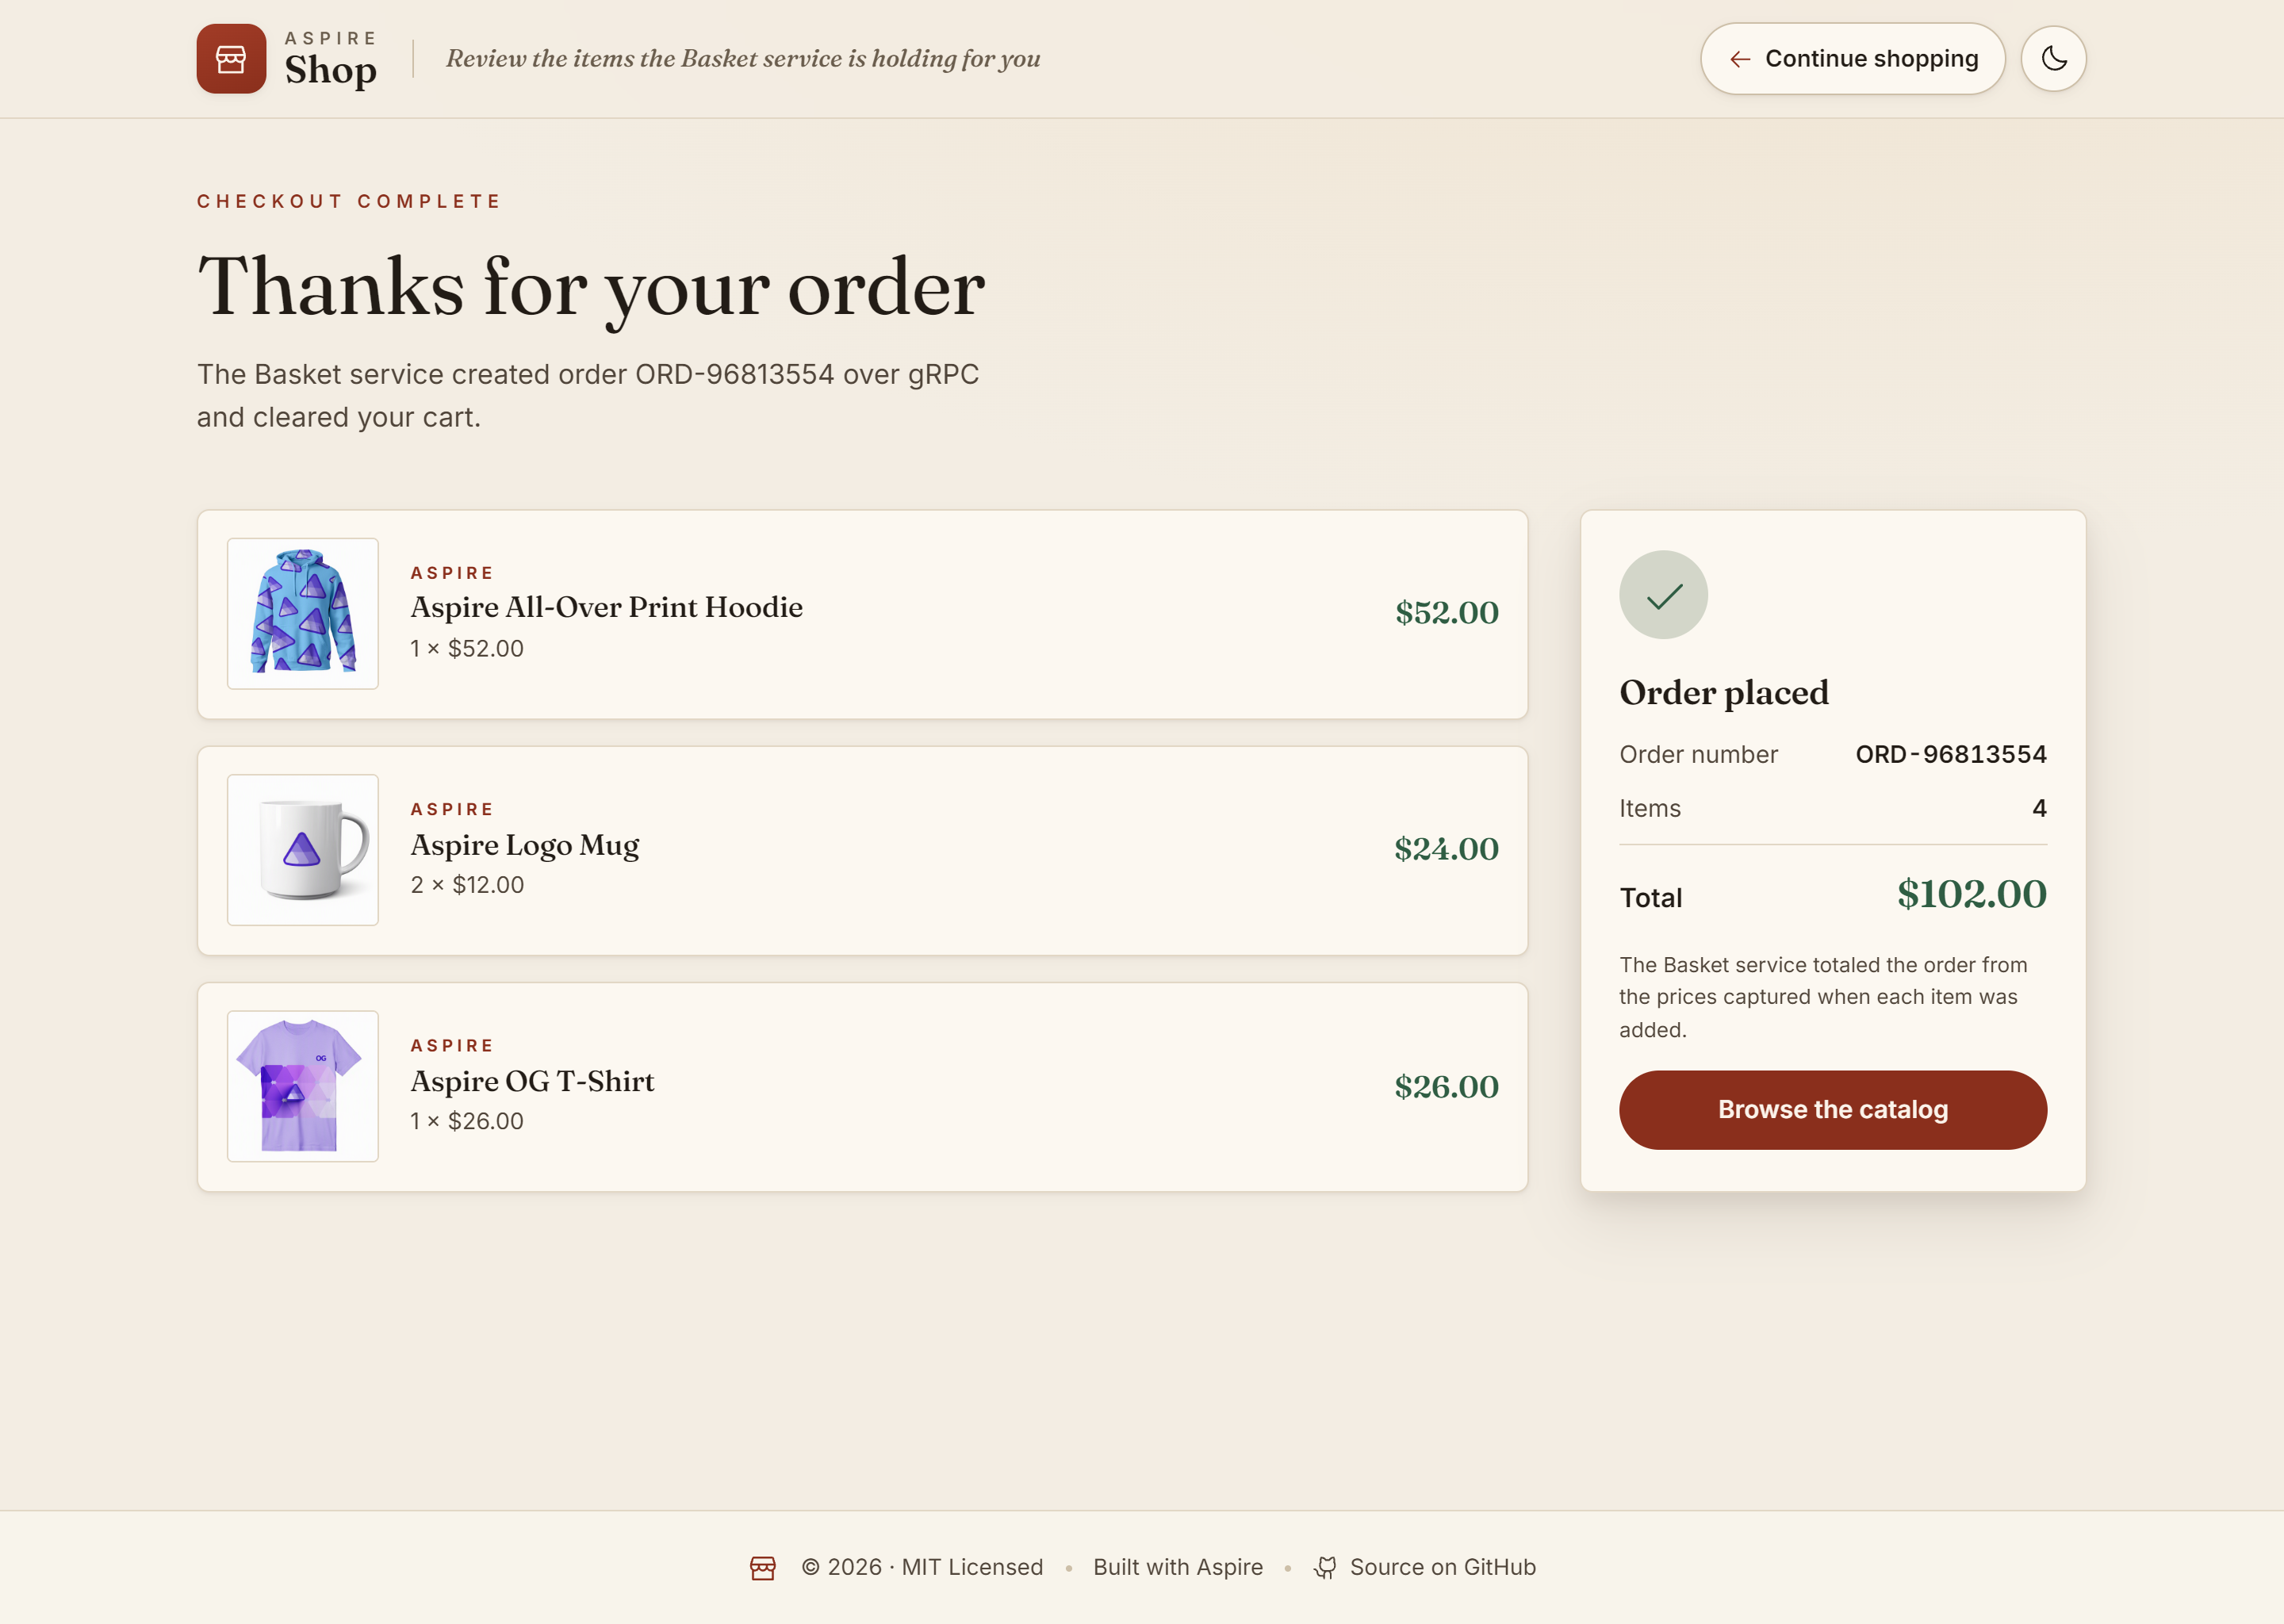 ASPIRE
Shop
Review the items the Basket service is holding for you
Continue shopping
CHECKOUT COMPLETE
Thanks for your order
The Basket service created order ORD-96813554 over gRPC
and cleared your cart.
ASPIRE
Aspire All-Over Print Hoodie
1 × $52.00
$52.00
ASPIRE
Aspire Logo Mug
2 × $12.00
$24.00
OG
ASPIRE
Aspire OG T-Shirt
1 × $26.00
$26.00
Order placed
Order number ORD-96813554
Items 4
Total $102.00
The Basket service totaled the order from
the prices captured when each item was
added.
Browse the catalog
© 2026 · MIT Licensed • Built with Aspire • Source on GitHub